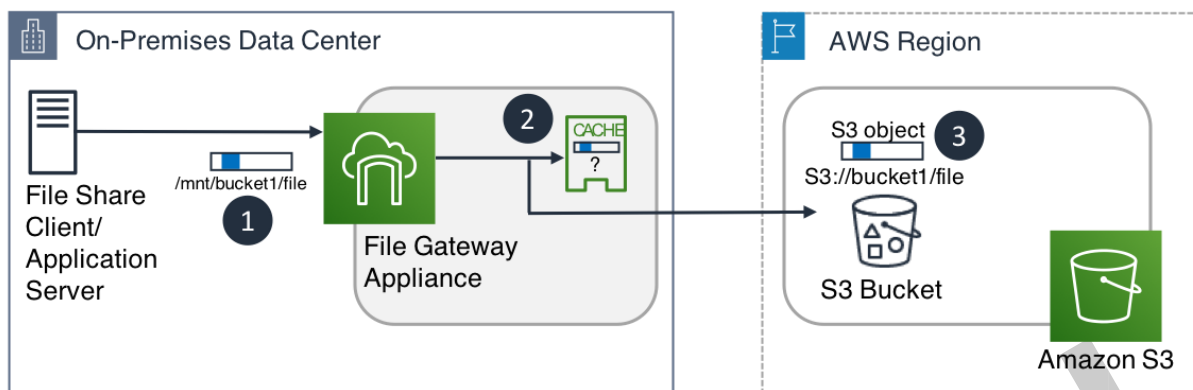 On-Premises Data Center
AWS Region
2
CACHE
?
S3 object
3
/mnt/bucket1/file
S3://bucket1/file
1
File Share
Client/
Application
Server
File Gateway
Appliance
S3 Bucket
Amazon S3